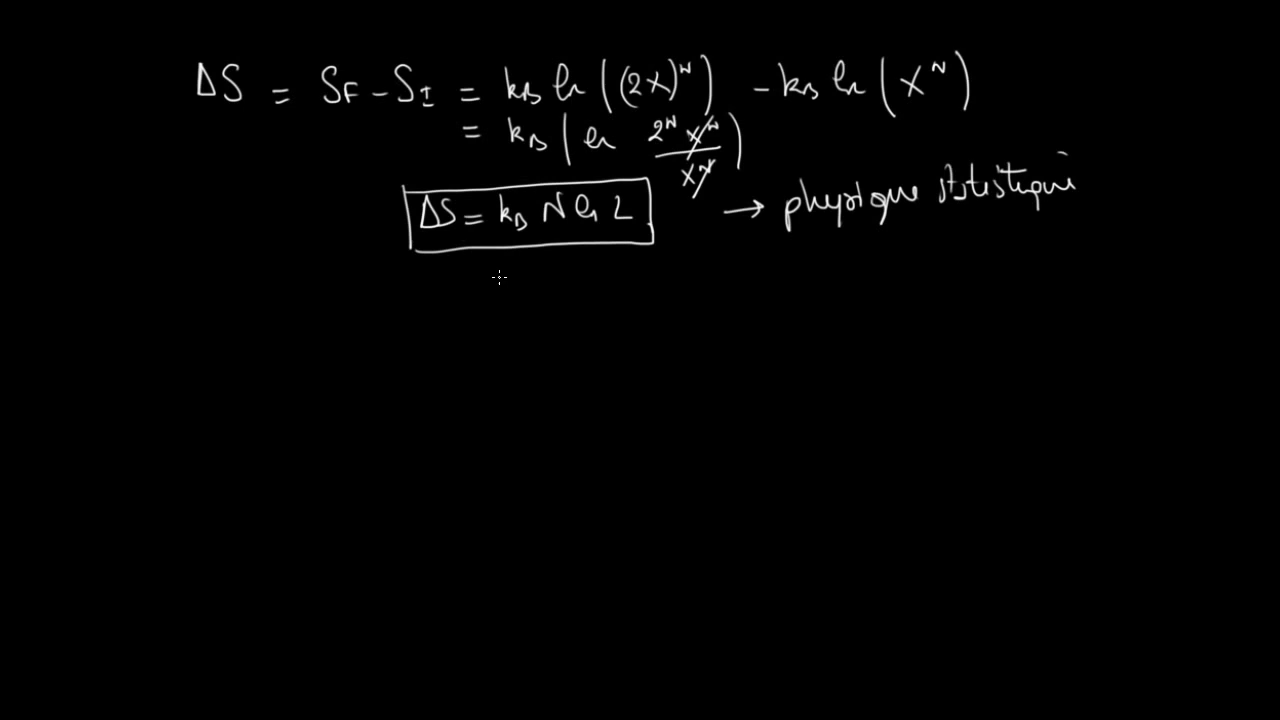 ΔS = S_F - S_I = k_B ln((2X)^N) - k_B ln(X^N)
= k_B (ln 2^N X^N / X^N)
ΔS = k_B N ln 2 → physique statistique